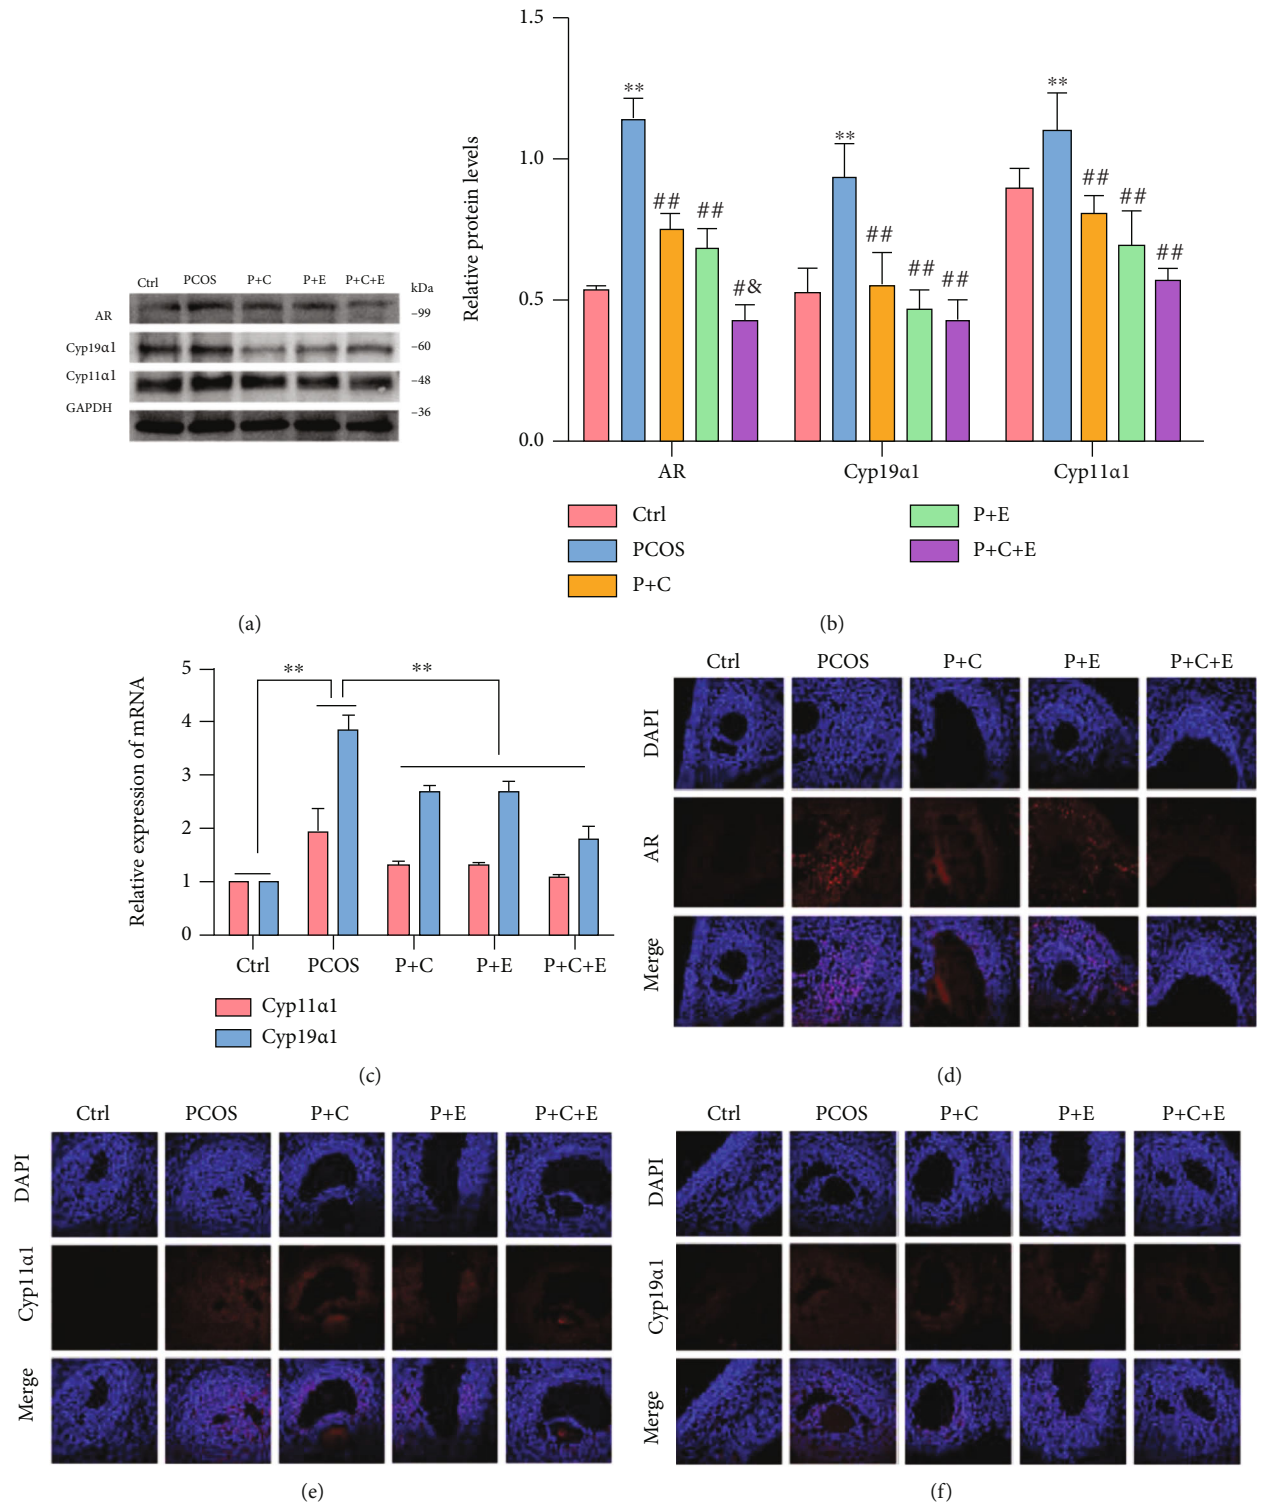 Ctrl PCOS P+C P+E P+C+E
kDa
AR –99
Cyp19α1 –60
Cyp11α1 –48
GAPDH –36
(a)
Relative protein levels
1.5
1.0
0.5
0.0
** ## ## #&
** ## ## ##
** ## ## ##
AR Cyp19α1 Cyp11α1
Ctrl P+E
PCOS P+C+E
P+C
(b)
Relative expression of mRNA
5
4
3
2
1
0
** **
Ctrl PCOS P+C P+E P+C+E
Cyp11α1
Cyp19α1
(c)
Ctrl PCOS P+C P+E P+C+E
DAPI
AR
Merge
(d)
Ctrl PCOS P+C P+E P+C+E
DAPI
Cyp11α1
Merge
(e)
Ctrl PCOS P+C P+E P+C+E
DAPI
Cyp19α1
Merge
(f)